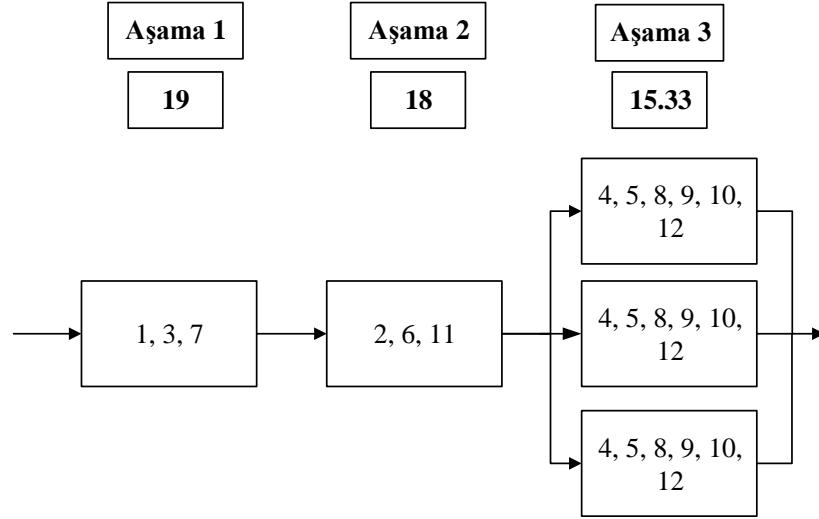 Aşama 1
Aşama 2
Aşama 3
19
18
15.33
4, 5, 8, 9, 10,
12
1, 3, 7
2, 6, 11
4, 5, 8, 9, 10,
12
4, 5, 8, 9, 10,
12